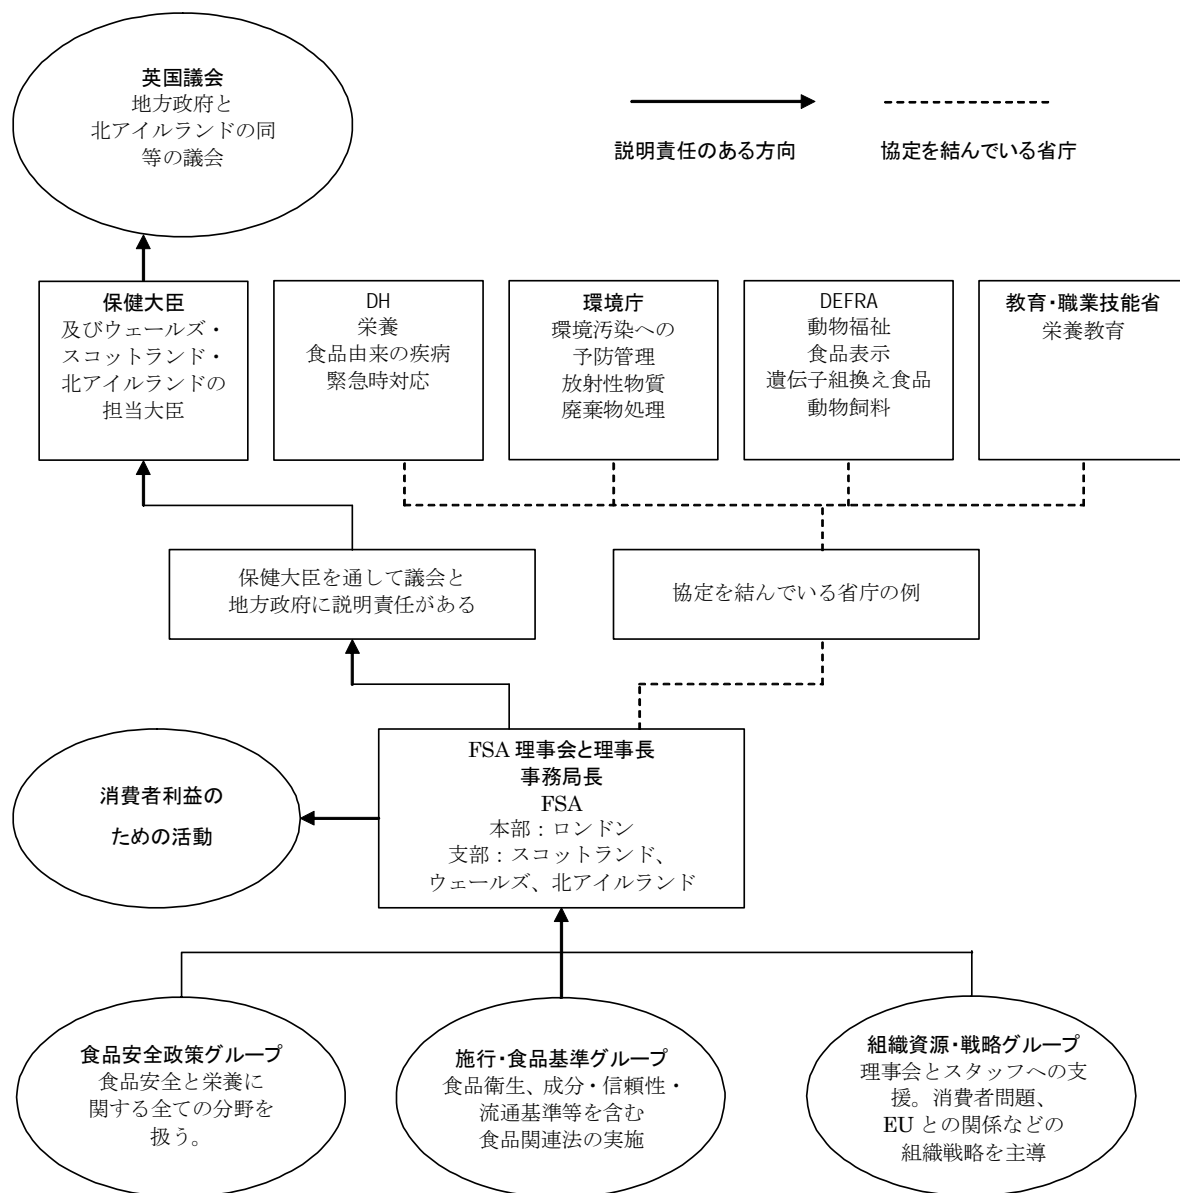 英国議会
地方政府と
北アイルランドの同
等の議会
説明責任のある方向
協定を結んでいる省庁
保健大臣
及びウェールズ・
スコットランド・
北アイルランドの
担当大臣
DH
栄養
食品由来の疾病
緊急時対応
環境庁
環境汚染への
予防管理
放射性物質
廃棄物処理
DEFRA
動物福祉
食品表示
遺伝子組換え食品
動物飼料
教育・職業技能省
栄養教育
保健大臣を通して議会と
地方政府に説明責任がある
協定を結んでいる省庁の例
FSA 理事会と理事長
事務局長
FSA
本部：ロンドン
支部：スコットランド、
ウェールズ、北アイルランド
消費者利益の
ための活動
食品安全政策グループ
食品安全と栄養に
関する全ての分野を
扱う。
施行・食品基準グループ
食品衛生、成分・信頼性・
流通基準等を含む
食品関連法の実施
組織資源・戦略グループ
理事会とスタッフへの支
援。消費者問題、
EU との関係などの
組織戦略を主導